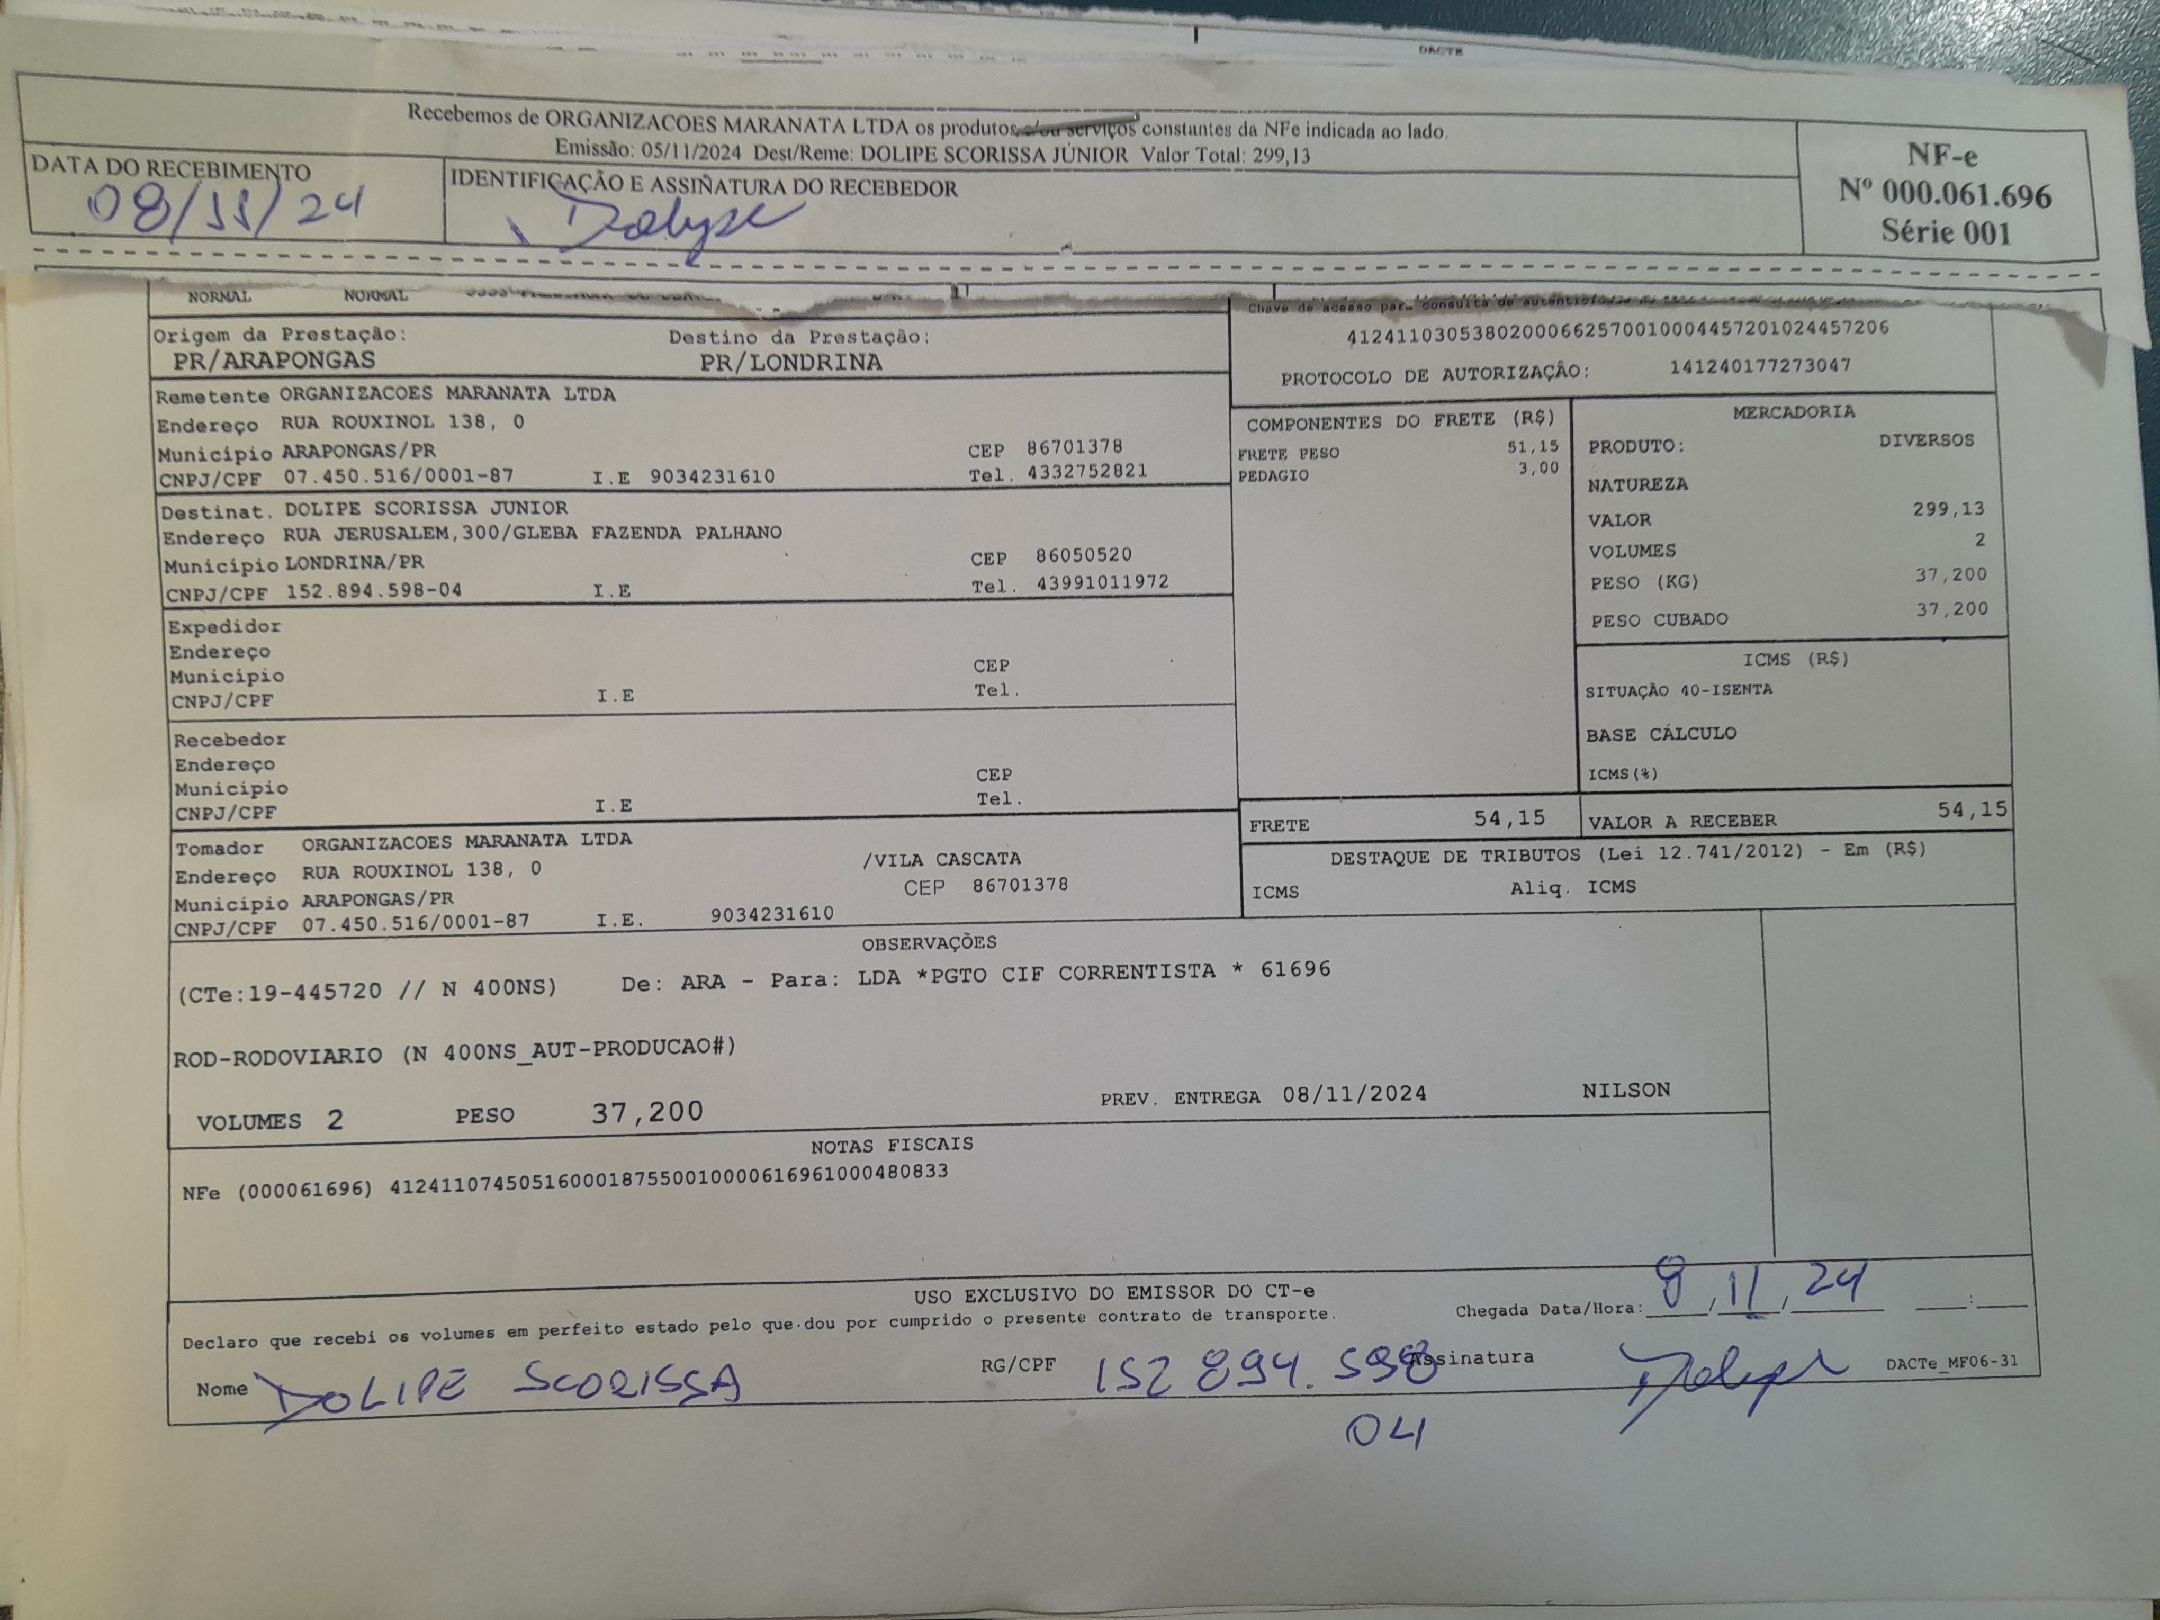 DACTE
Recebemos de ORGANIZACOES MARANATA LTDA os produtos e/ou serviços constantes da NFe indicada ao lado.
Emissão: 05/11/2024 Dest/Reme: DOLIPE SCORISSA JÚNIOR Valor Total: 299,13
NF-e
Nº 000.061.696
Série 001
DATA DO RECEBIMENTO
08/11/24
IDENTIFICAÇÃO E ASSINATURA DO RECEBEDOR
Dolipe
NORMAL NORMAL
Chave de acesso para consulta de autenticidade
41241103053802000662570010004457201024457206
PROTOCOLO DE AUTORIZAÇÃO: 141240177273047
Origem da Prestação: Destino da Prestação:
PR/ARAPONGAS PR/LONDRINA
Remetente ORGANIZACOES MARANATA LTDA
Endereço RUA ROUXINOL 138, 0
Município ARAPONGAS/PR CEP 86701378
CNPJ/CPF 07.450.516/0001-87 I.E 9034231610 Tel. 4332752821
Destinat. DOLIPE SCORISSA JUNIOR
Endereço RUA JERUSALEM,300/GLEBA FAZENDA PALHANO
Município LONDRINA/PR CEP 86050520
CNPJ/CPF 152.894.598-04 I.E Tel. 43991011972
Expedidor
Endereço
Município CEP
CNPJ/CPF I.E Tel.
Recebedor
Endereço
Município CEP
CNPJ/CPF I.E Tel.
Tomador ORGANIZACOES MARANATA LTDA
Endereço RUA ROUXINOL 138, 0 /VILA CASCATA
Município ARAPONGAS/PR CEP 86701378
CNPJ/CPF 07.450.516/0001-87 I.E. 9034231610
COMPONENTES DO FRETE (R$)
FRETE PESO 51,15
PEDAGIO 3,00
MERCADORIA
PRODUTO: DIVERSOS
NATUREZA
VALOR 299,13
VOLUMES 2
PESO (KG) 37,200
PESO CUBADO 37,200
ICMS (R$)
SITUAÇÃO 40-ISENTA
BASE CÁLCULO
ICMS(%)
FRETE 54,15 VALOR A RECEBER 54,15
DESTAQUE DE TRIBUTOS (Lei 12.741/2012) - Em (R$)
ICMS Aliq. ICMS
OBSERVAÇÕES
(CTe:19-445720 // N 400NS) De: ARA - Para: LDA *PGTO CIF CORRENTISTA * 61696
ROD-RODOVIARIO (N 400NS_AUT-PRODUCAO#)
VOLUMES 2 PESO 37,200 PREV. ENTREGA 08/11/2024 NILSON
NOTAS FISCAIS
NFe (000061696) 41241107450516000187550010000616961000480833
USO EXCLUSIVO DO EMISSOR DO CT-e
Declaro que recebi os volumes em perfeito estado pelo que dou por cumprido o presente contrato de transporte. Chegada Data/Hora: 8/11/24 __:__
Nome DOLIPE SCORISSA RG/CPF 152 894.598 Assinatura Dolipe DACTe_MF06-31
04